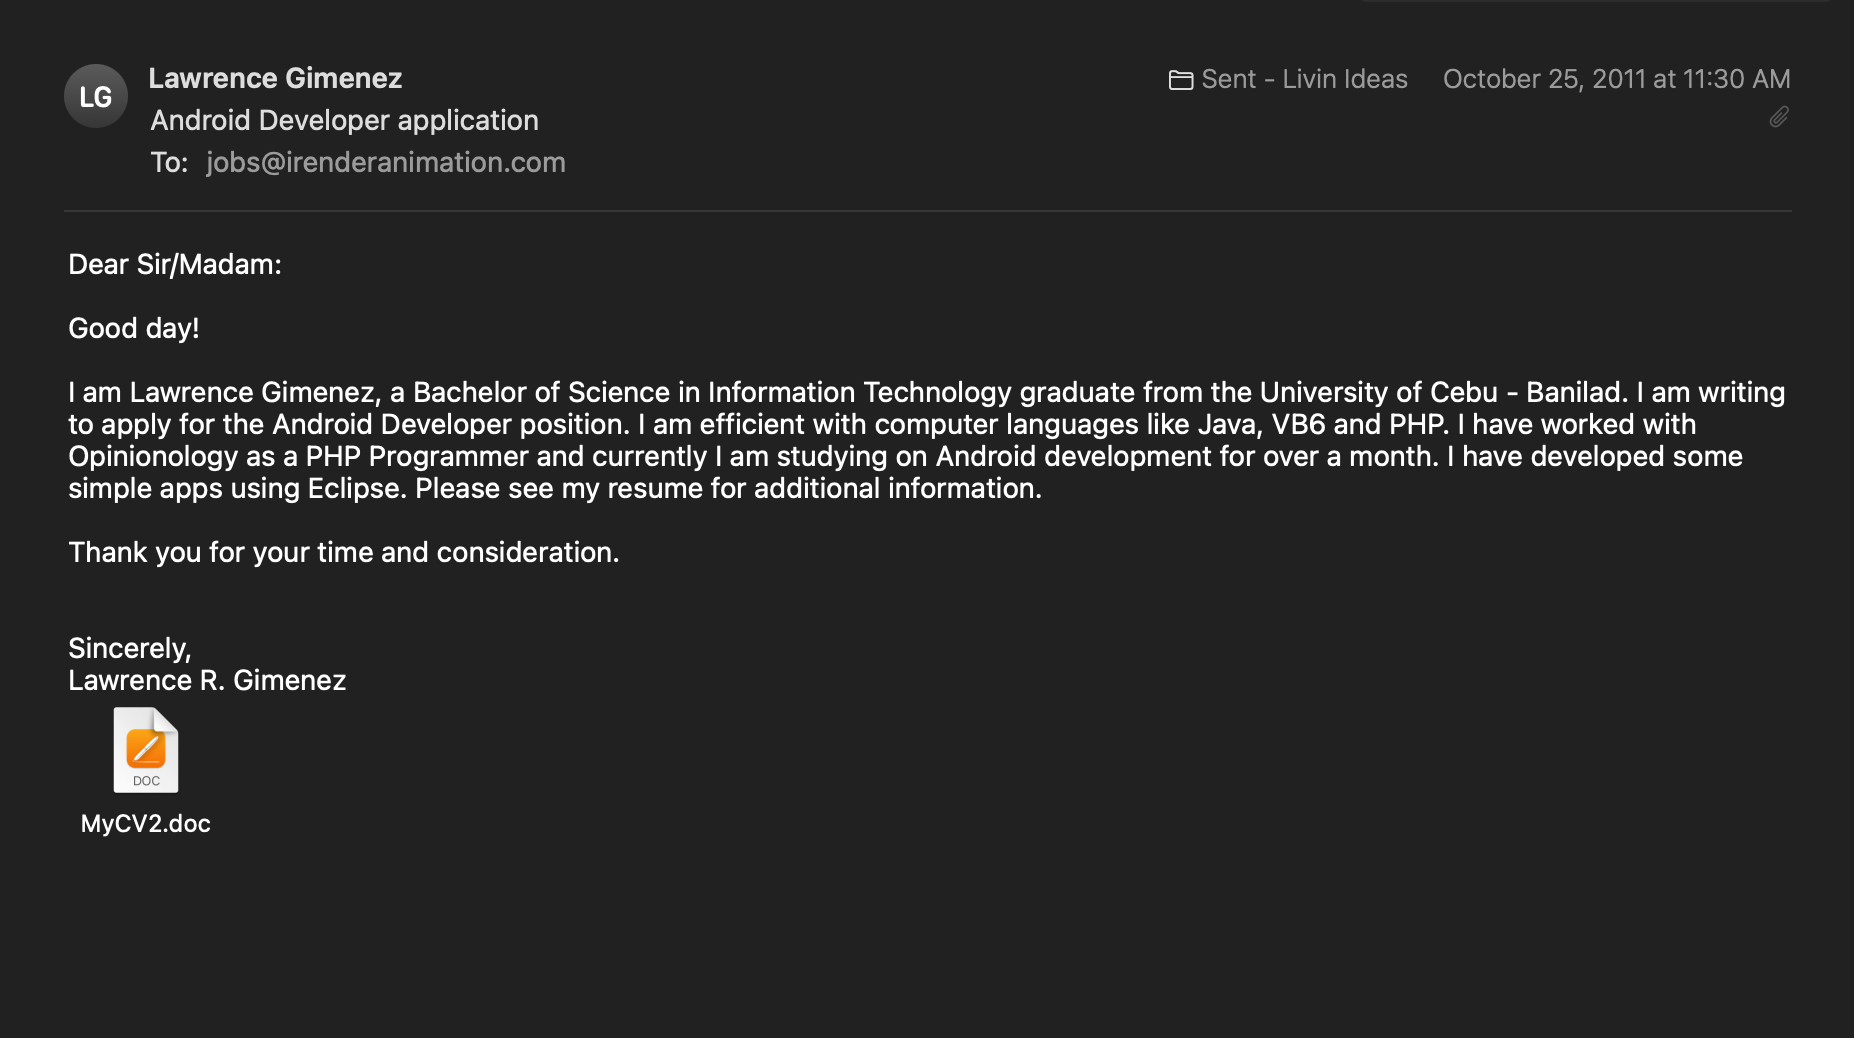 LG
Lawrence Gimenez
Sent - Livin Ideas
October 25, 2011 at 11:30 AM
Android Developer application
To: jobs@irenderanimation.com
Dear Sir/Madam:
Good day!
I am Lawrence Gimenez, a Bachelor of Science in Information Technology graduate from the University of Cebu - Banilad. I am writing
to apply for the Android Developer position. I am efficient with computer languages like Java, VB6 and PHP. I have worked with
Opinionology as a PHP Programmer and currently I am studying on Android development for over a month. I have developed some
simple apps using Eclipse. Please see my resume for additional information.
Thank you for your time and consideration.
Sincerely,
Lawrence R. Gimenez
DOC
MyCV2.doc